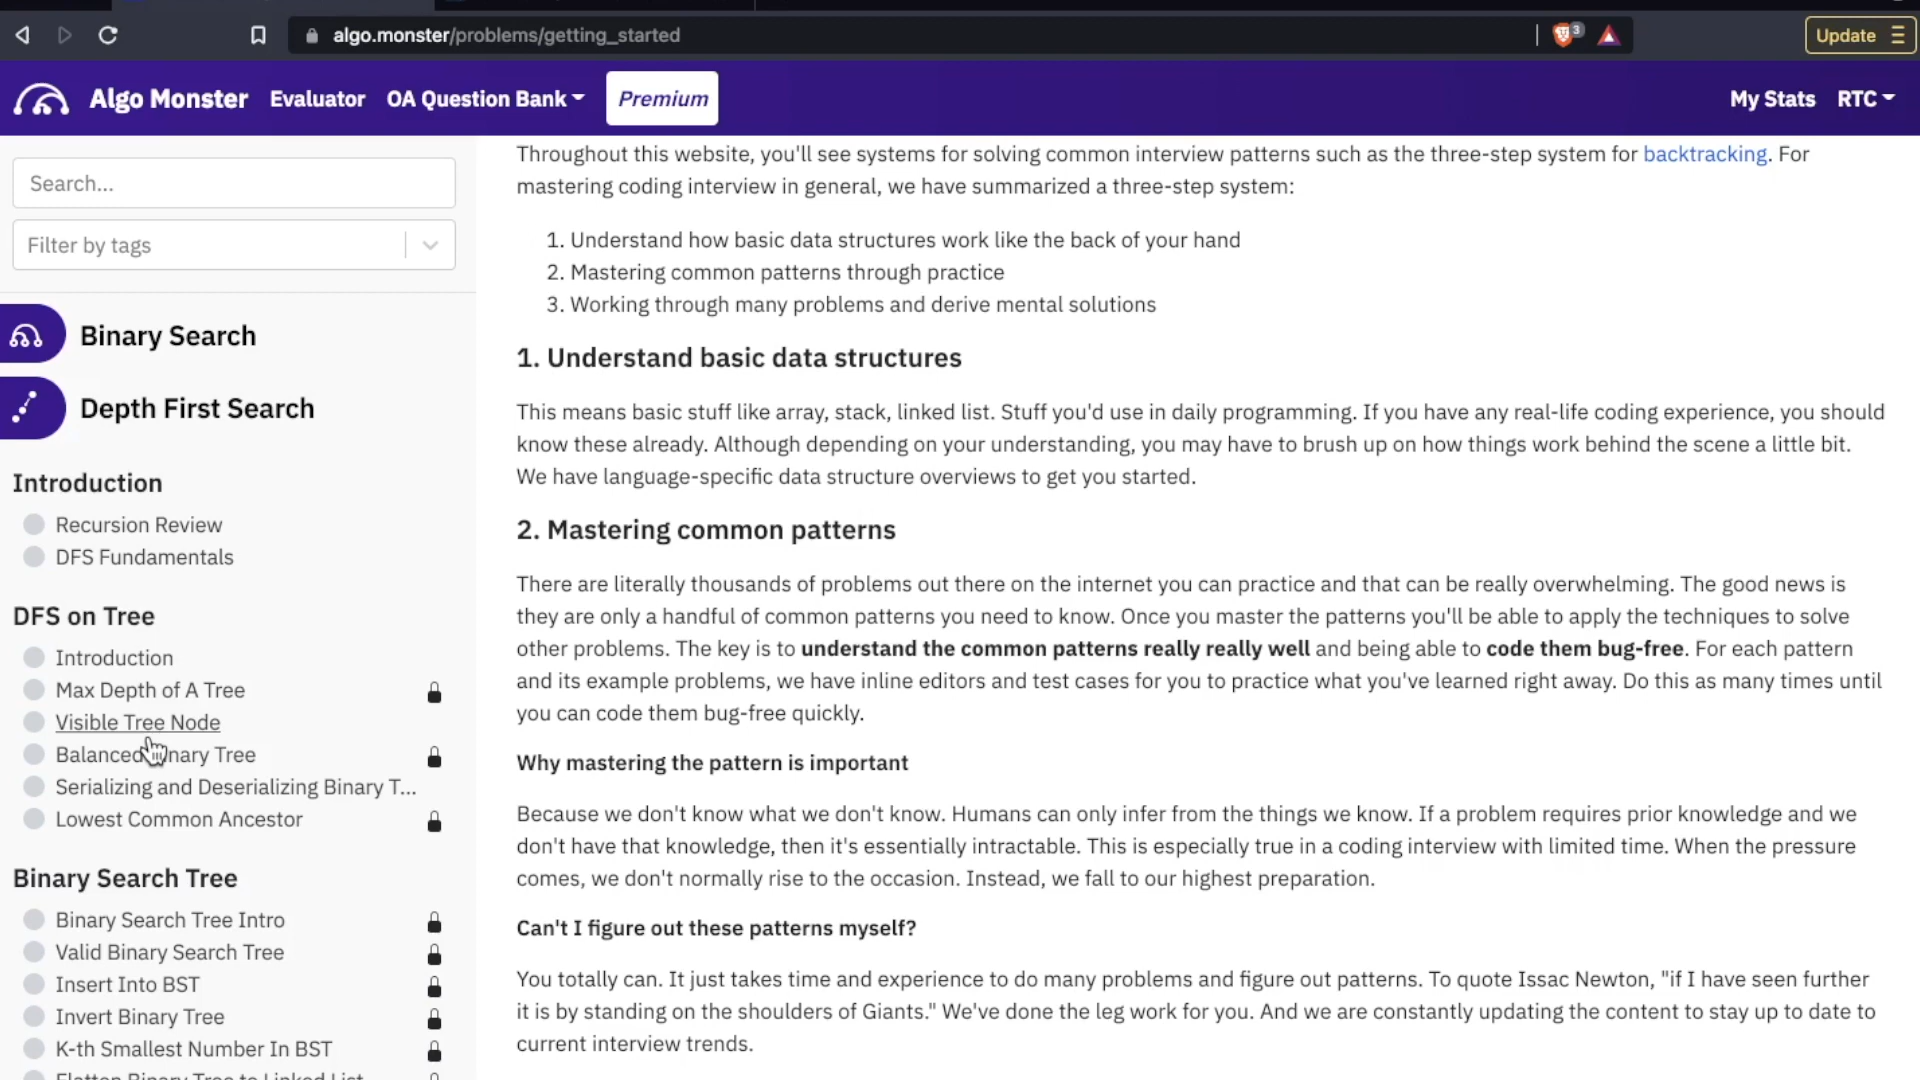 algo.monster/problems/getting_started
3
Update
Algo Monster Evaluator OA Question Bank Premium My Stats RTC
Search...
Filter by tags
Binary Search
Depth First Search
Introduction
Recursion Review
DFS Fundamentals
DFS on Tree
Introduction
Max Depth of A Tree
Visible Tree Node
Balanced nary Tree
Serializing and Deserializing Binary T...
Lowest Common Ancestor
Binary Search Tree
Binary Search Tree Intro
Valid Binary Search Tree
Insert Into BST
Invert Binary Tree
K-th Smallest Number In BST
Flatten Binary Tree to Linked List
Throughout this website, you'll see systems for solving common interview patterns such as the three-step system for backtracking. For
mastering coding interview in general, we have summarized a three-step system:
1. Understand how basic data structures work like the back of your hand
2. Mastering common patterns through practice
3. Working through many problems and derive mental solutions
1. Understand basic data structures
This means basic stuff like array, stack, linked list. Stuff you'd use in daily programming. If you have any real-life coding experience, you should
know these already. Although depending on your understanding, you may have to brush up on how things work behind the scene a little bit.
We have language-specific data structure overviews to get you started.
2. Mastering common patterns
There are literally thousands of problems out there on the internet you can practice and that can be really overwhelming. The good news is
they are only a handful of common patterns you need to know. Once you master the patterns you'll be able to apply the techniques to solve
other problems. The key is to understand the common patterns really really well and being able to code them bug-free. For each pattern
and its example problems, we have inline editors and test cases for you to practice what you've learned right away. Do this as many times until
you can code them bug-free quickly.
Why mastering the pattern is important
Because we don't know what we don't know. Humans can only infer from the things we know. If a problem requires prior knowledge and we
don't have that knowledge, then it's essentially intractable. This is especially true in a coding interview with limited time. When the pressure
comes, we don't normally rise to the occasion. Instead, we fall to our highest preparation.
Can't I figure out these patterns myself?
You totally can. It just takes time and experience to do many problems and figure out patterns. To quote Issac Newton, "if I have seen further
it is by standing on the shoulders of Giants." We've done the leg work for you. And we are constantly updating the content to stay up to date to
current interview trends.